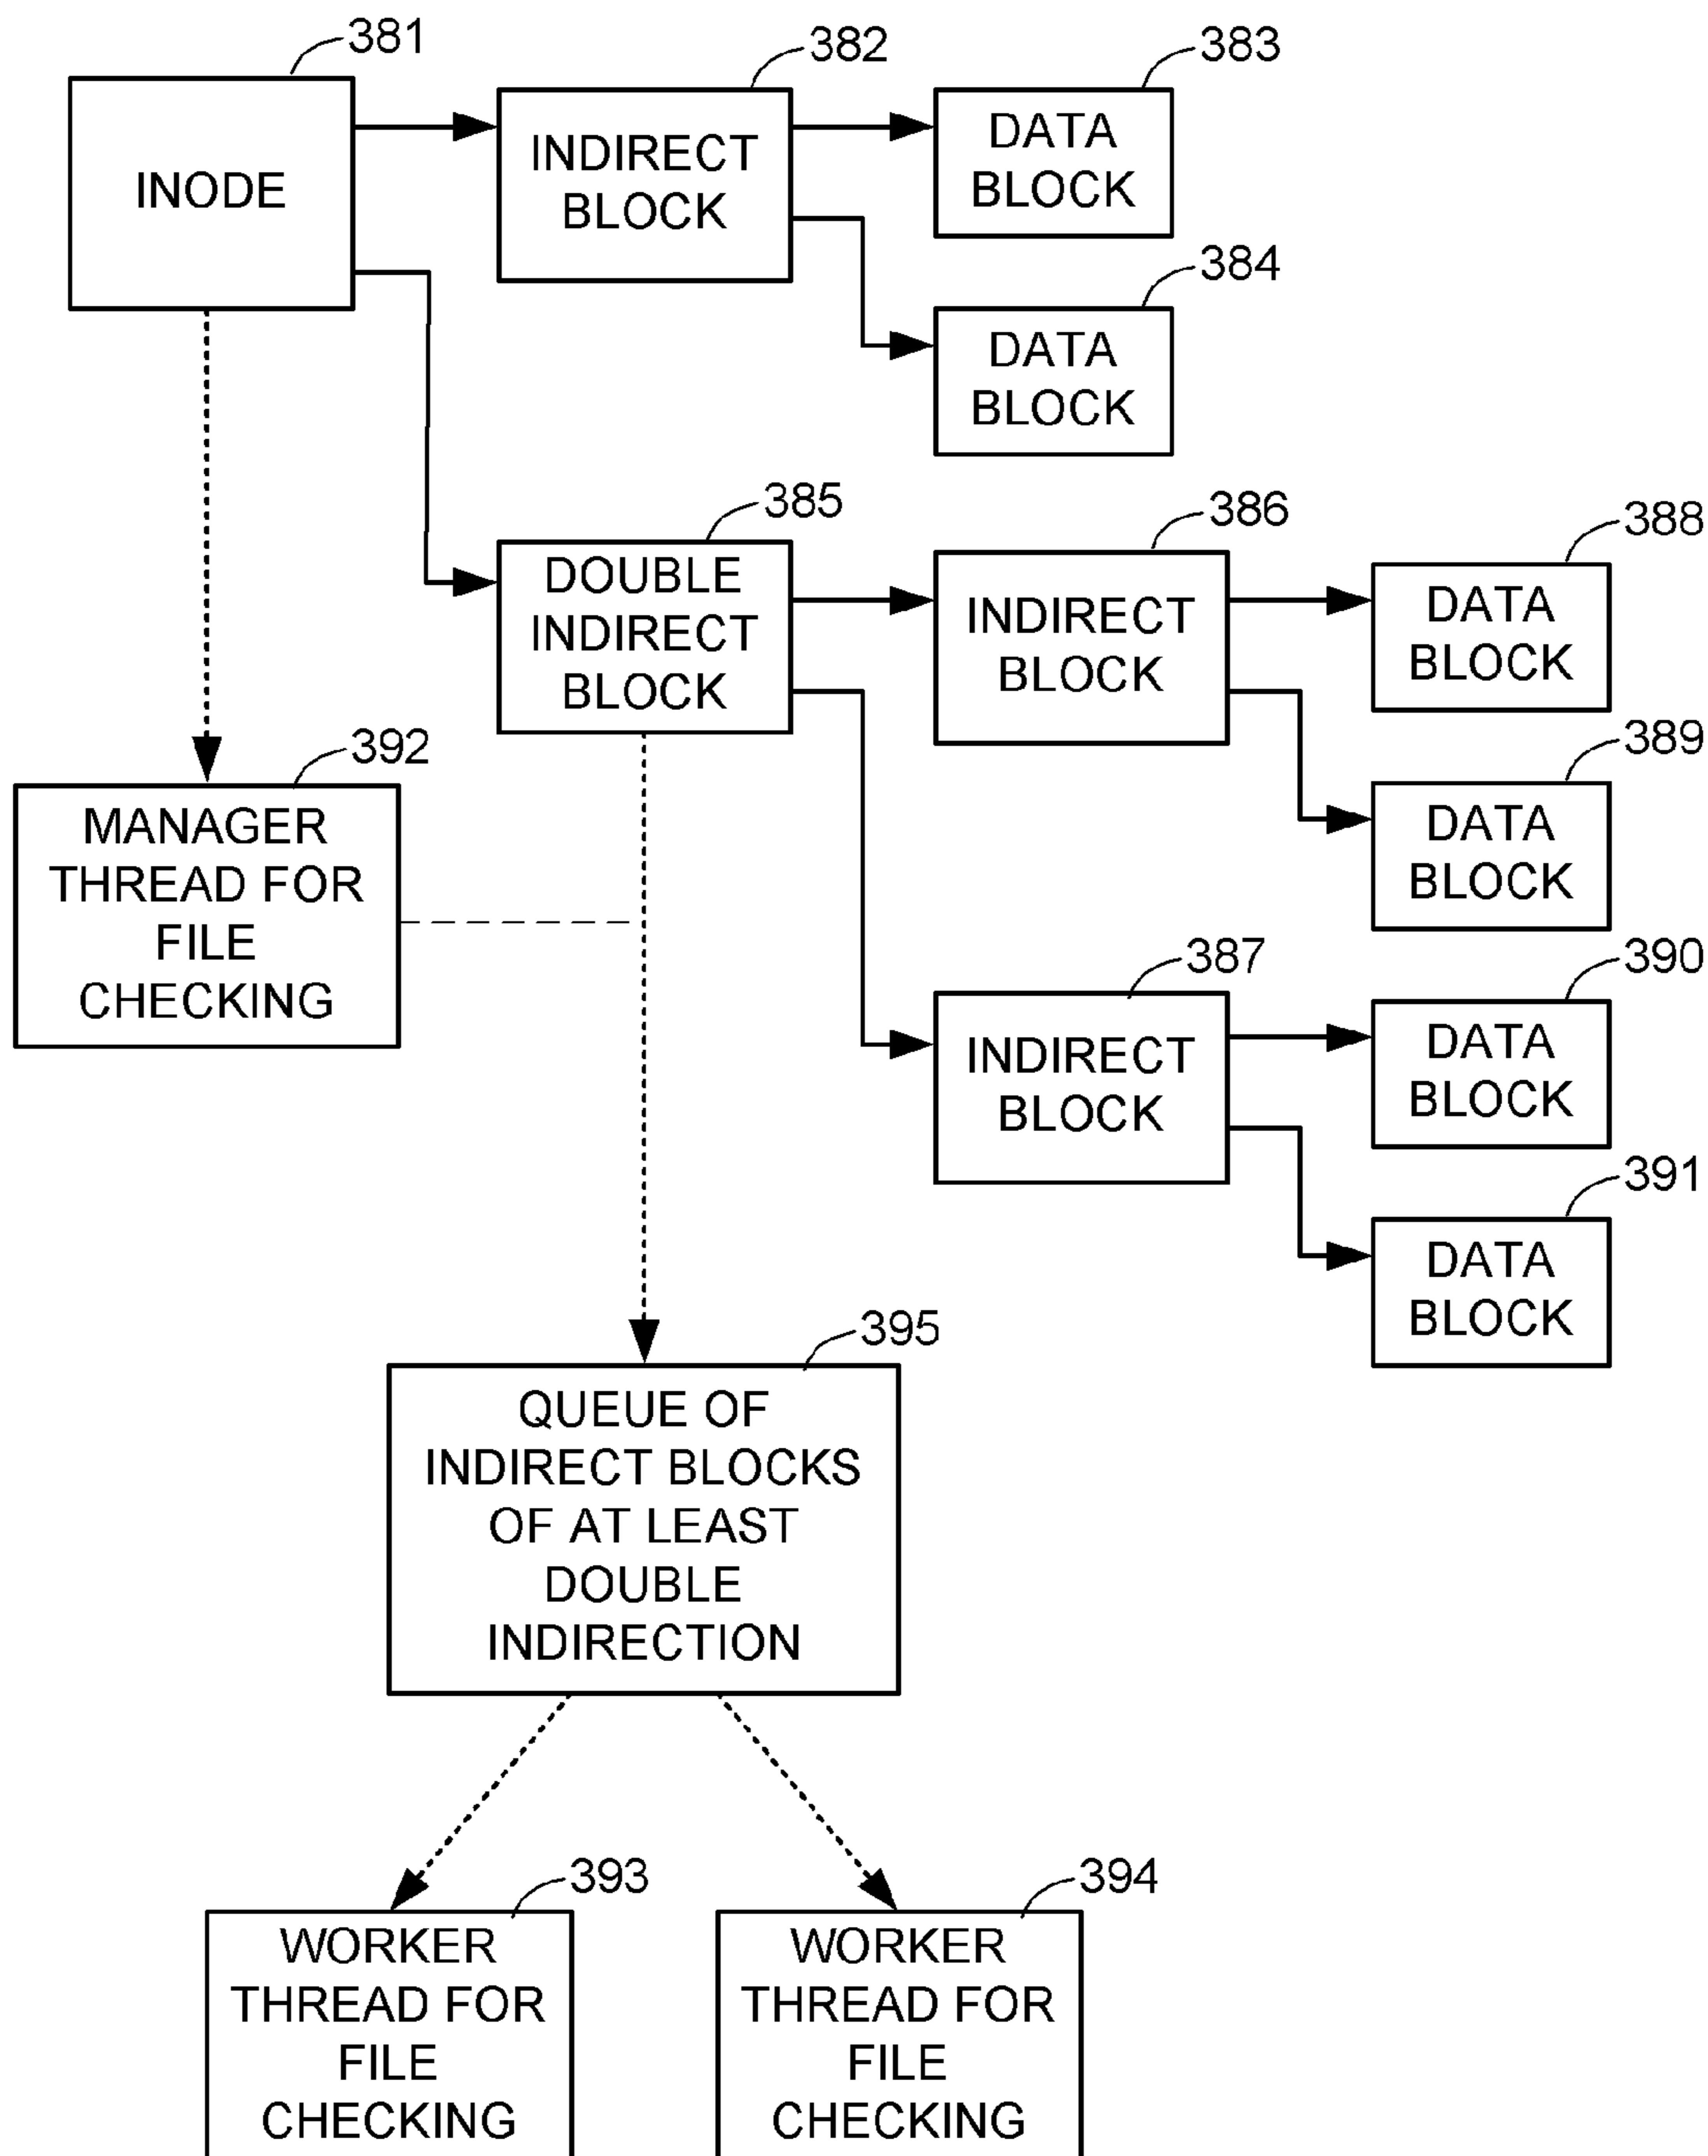 381
382
383
INODE
INDIRECT
BLOCK
DATA
BLOCK
384
DATA
BLOCK
385
386
388
DOUBLE
INDIRECT
BLOCK
INDIRECT
BLOCK
DATA
BLOCK
392
389
MANAGER
THREAD FOR
FILE
CHECKING
DATA
BLOCK
387
390
INDIRECT
BLOCK
DATA
BLOCK
391
DATA
BLOCK
395
QUEUE OF
INDIRECT BLOCKS
OF AT LEAST
DOUBLE
INDIRECTION
393
394
WORKER
THREAD FOR
FILE
CHECKING
WORKER
THREAD FOR
FILE
CHECKING